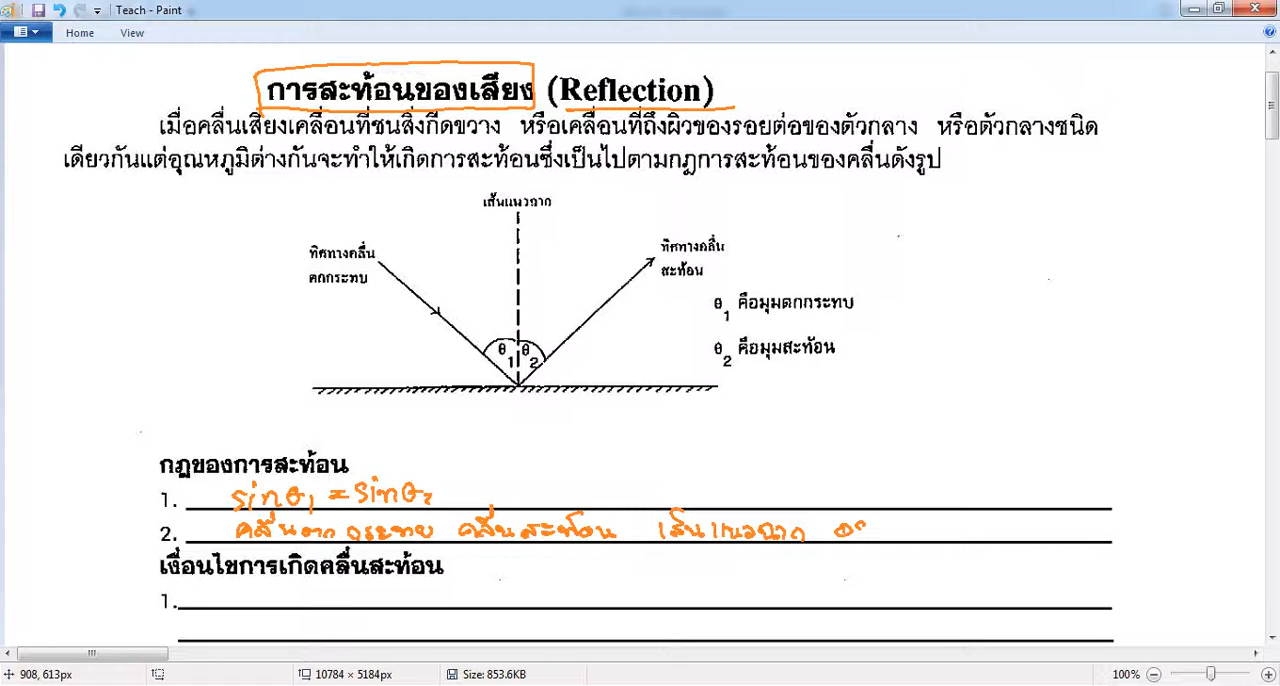 Teach - Paint
Home View
การสะท้อนของเสียง (Reflection)
เมื่อคลื่นเสียงเคลื่อนที่ชนสิ่งกีดขวาง หรือเคลื่อนที่ถึงผิวของรอยต่อของตัวกลาง หรือตัวกลางชนิด
เดียวกันแต่อุณหภูมิต่างกันจะทำให้เกิดการสะท้อนซึ่งเป็นไปตามกฎการสะท้อนของคลื่นดังรูป
เส้นแนวฉาก
ทิศทางคลื่น
ตกกระทบ
ทิศทางคลื่น
สะท้อน
θ1 θ2
θ1 คือมุมตกกระทบ
θ2 คือมุมสะท้อน
กฎของการสะท้อน
1. sinθ1 = sinθ2
2. คลื่นตกกระทบ คลื่นสะท้อน เส้นแนวฉาก
เงื่อนไขการเกิดคลื่นสะท้อน
1.
908, 613px 10784 × 5184px Size: 853.6KB 100%